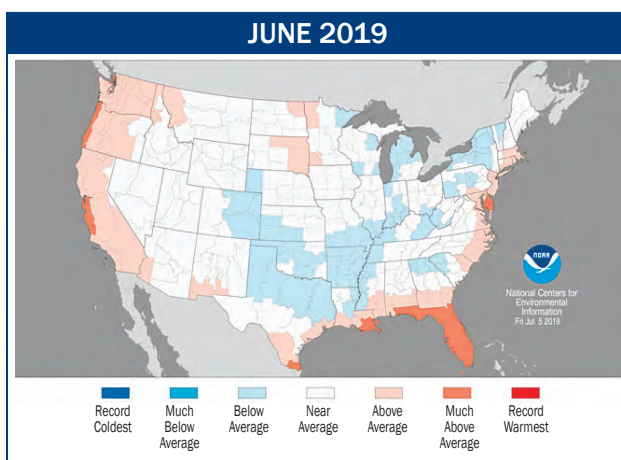 JUNE 2019
NOAA
National Centers for
Environmental
Information
Fri Jul 5 2019
Record
Coldest
Much
Below
Average
Below
Average
Near
Average
Above
Average
Much
Above
Average
Record
Warmest